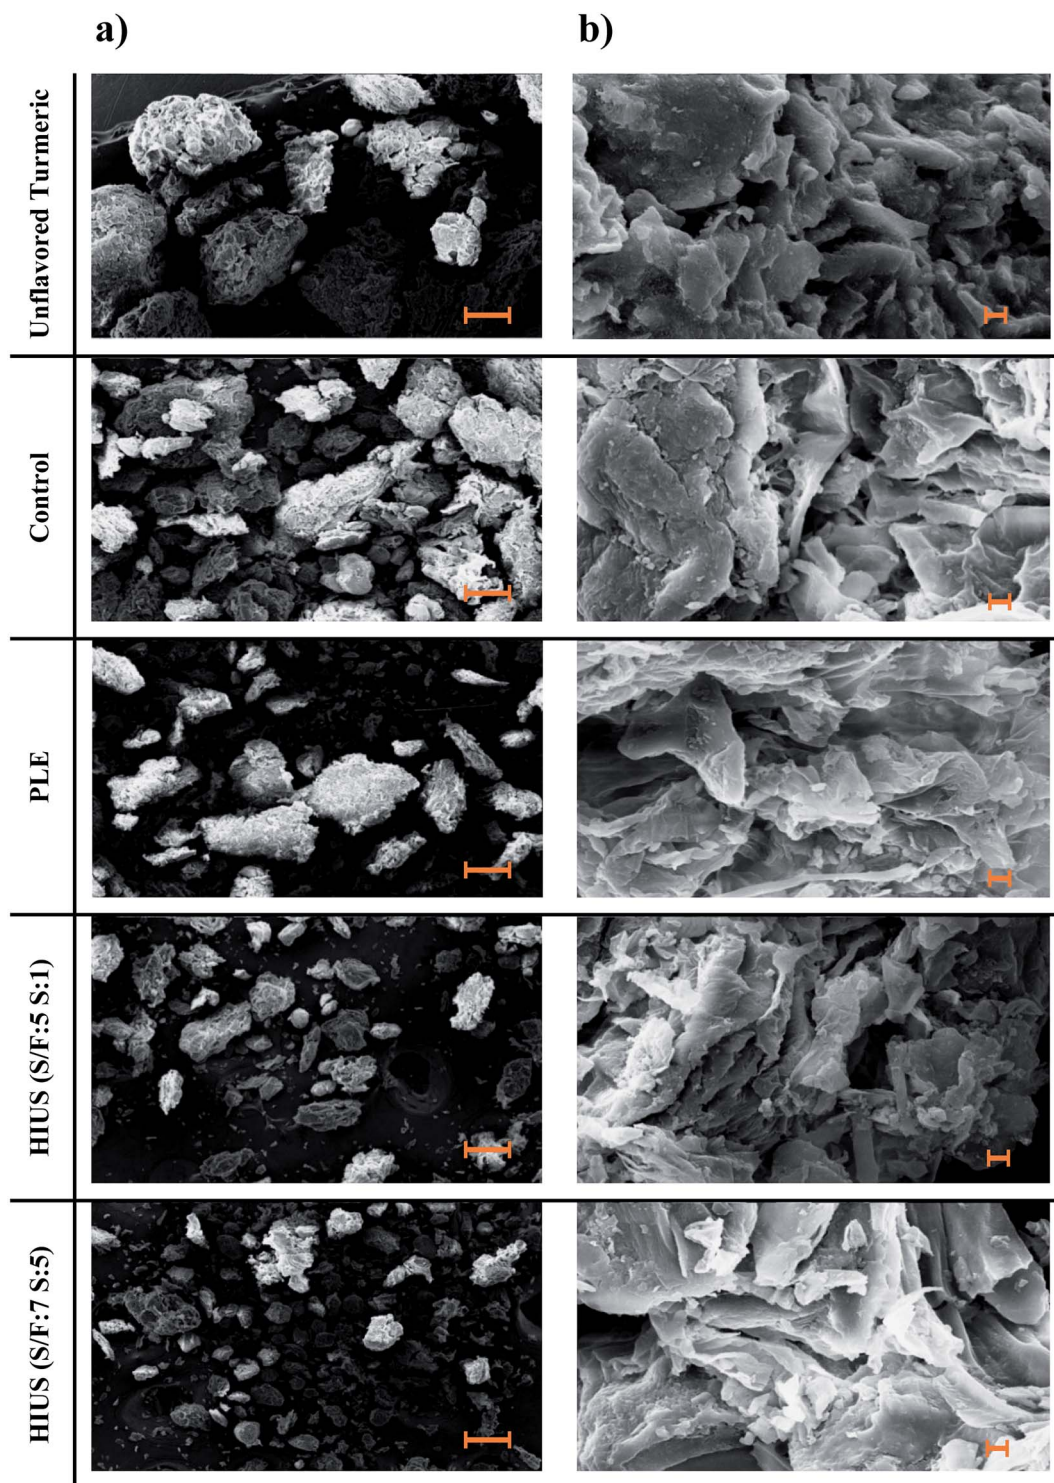 a)
b)
Unflavored Turmeric
Control
PLE
HIUS (S/F:5 S:1)
HIUS (S/F:7 S:5)